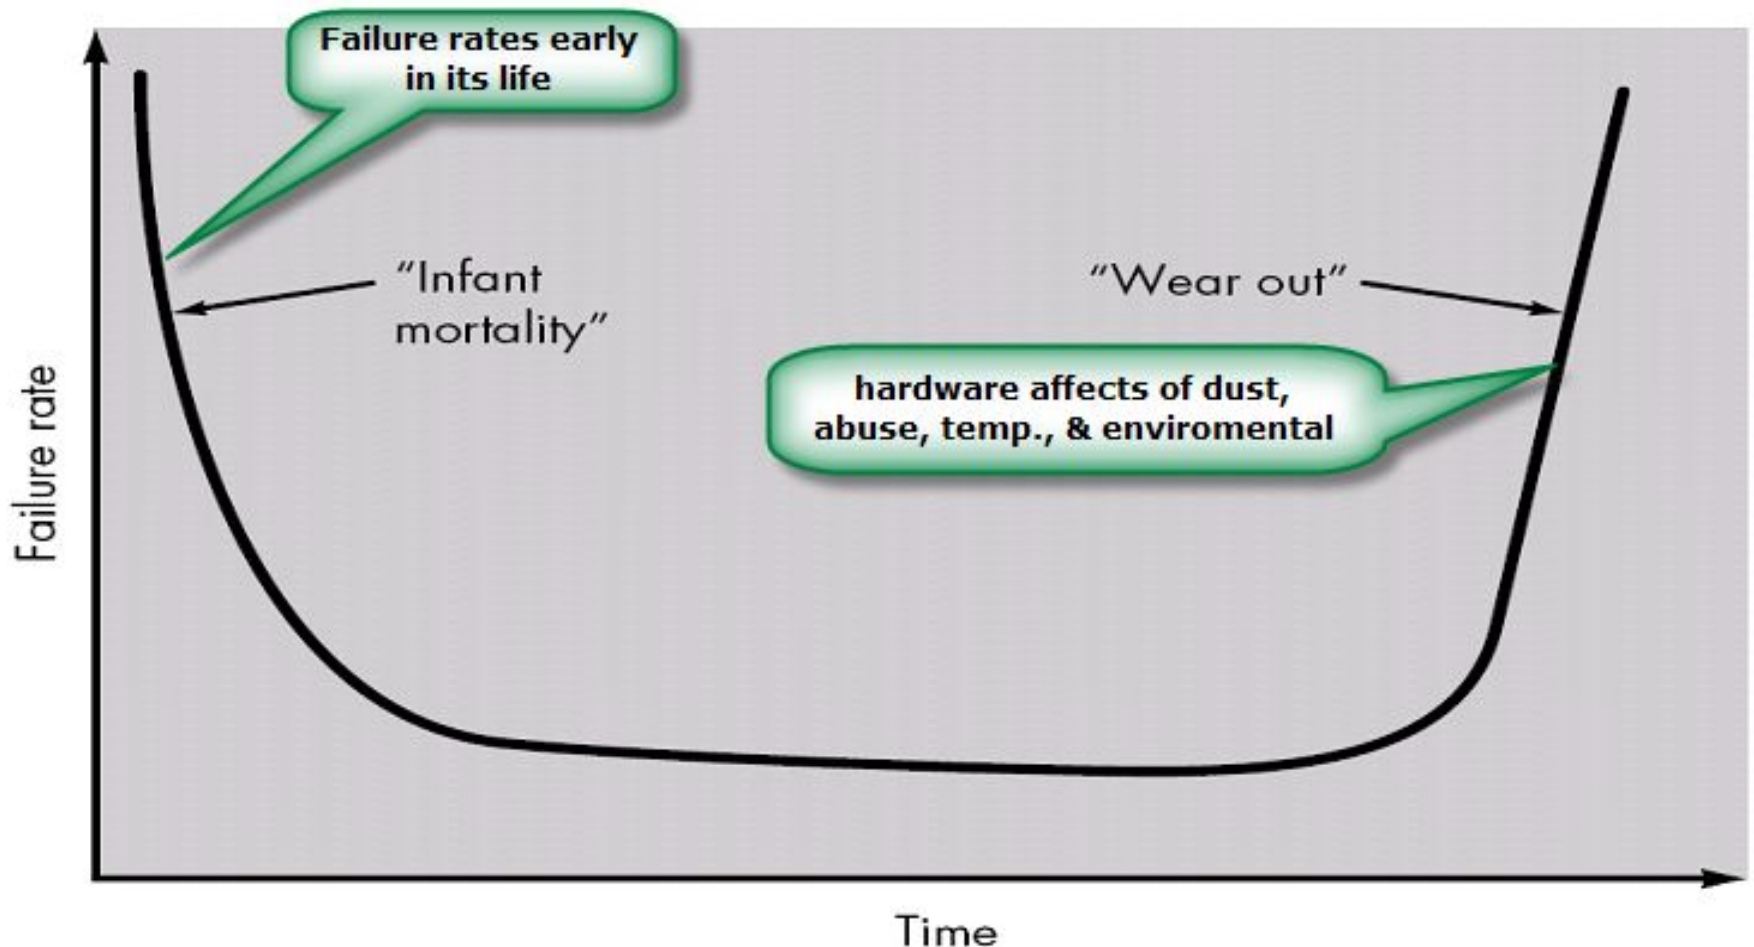 Failure rates early
in its life
“Infant
mortality”
“Wear out”
hardware affects of dust,
abuse, temp., & enviromental
Failure rate
Time